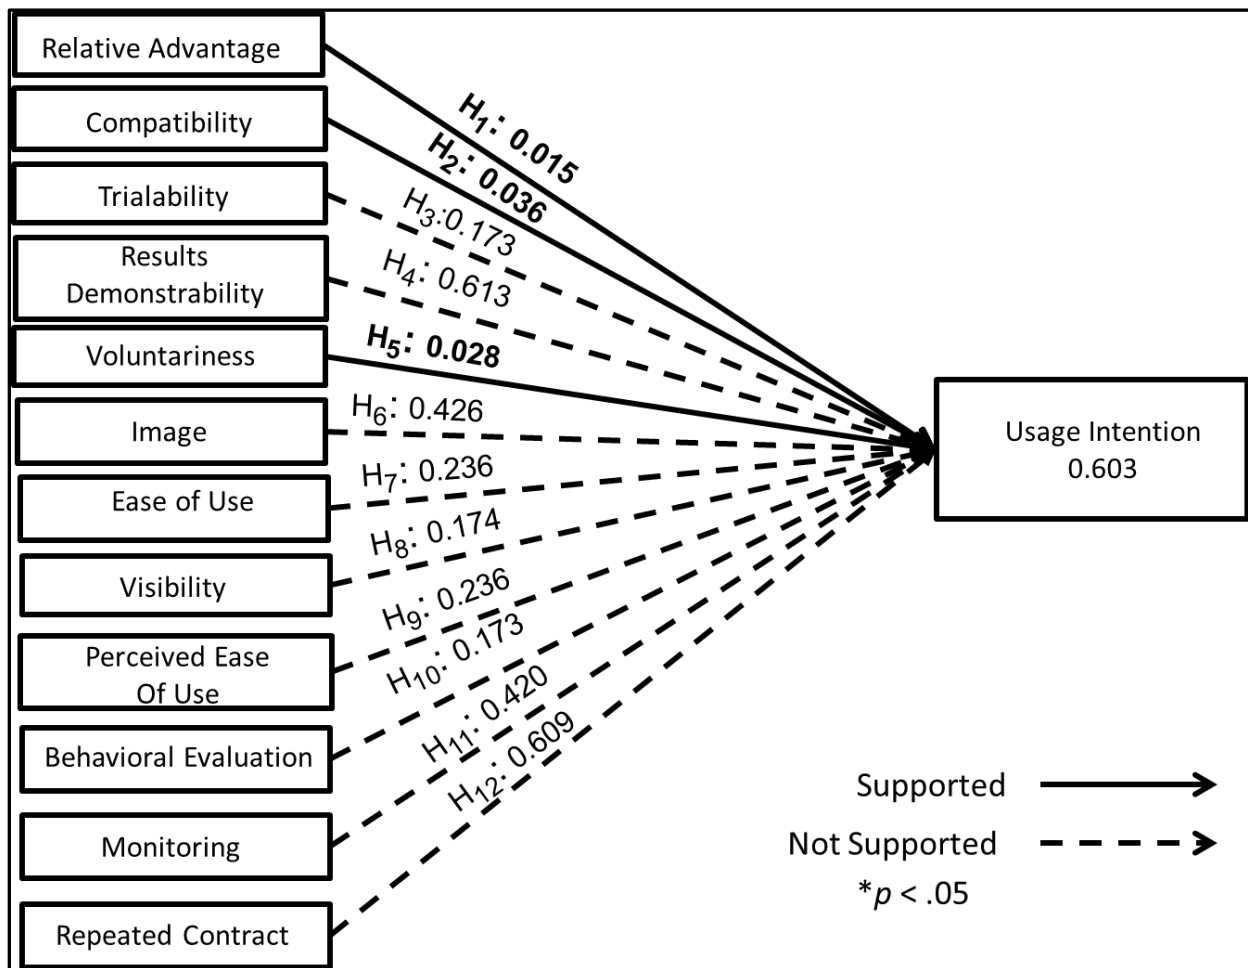 Relative Advantage
Compatibility
Trialability
Results
Demonstrability
Voluntariness
Image
Ease of Use
Visibility
Perceived Ease
Of Use
Behavioral Evaluation
Monitoring
Repeated Contract
H1: 0.015
H2: 0.036
H3:0.173
H4: 0.613
H5: 0.028
H6: 0.426
H7: 0.236
H8: 0.174
H9: 0.236
H10: 0.173
H11: 0.420
H12: 0.609
Usage Intention
0.603
Supported
Not Supported
*p < .05